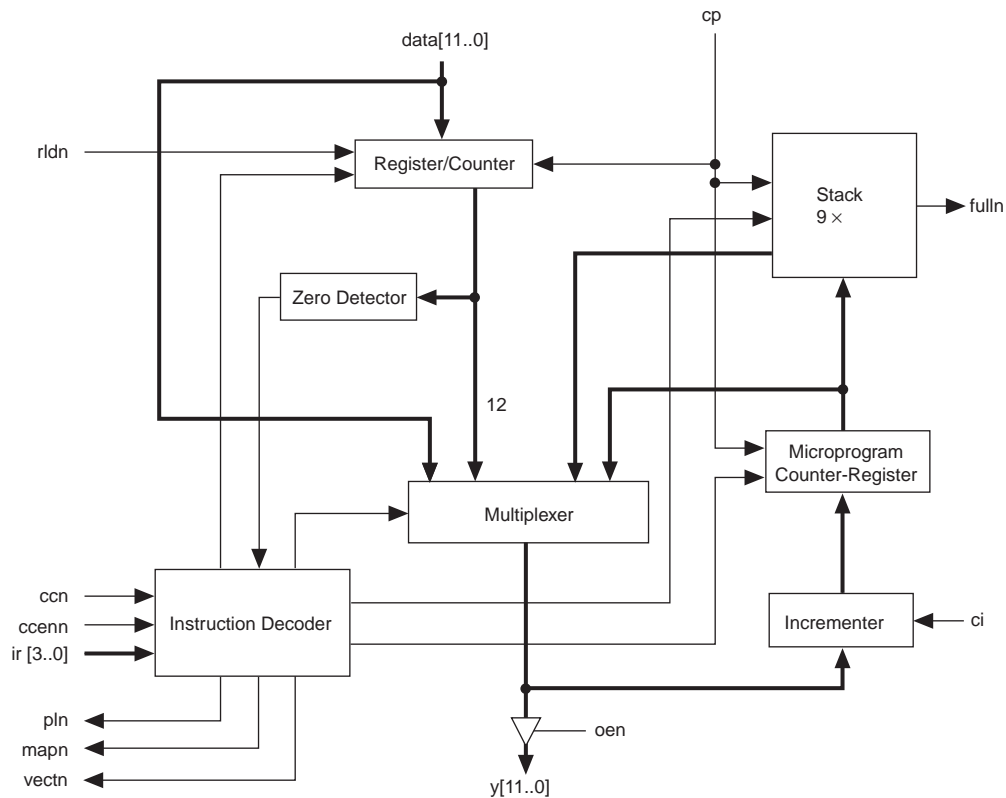 cp
data[11..0]
rldn
Register/Counter
Stack
9 ×
fulln
Zero Detector
12
Microprogram
Counter-Register
Multiplexer
ccn
ccenn
ir [3..0]
Instruction Decoder
Incrementer
ci
pln
mapn
vectn
oen
y[11..0]